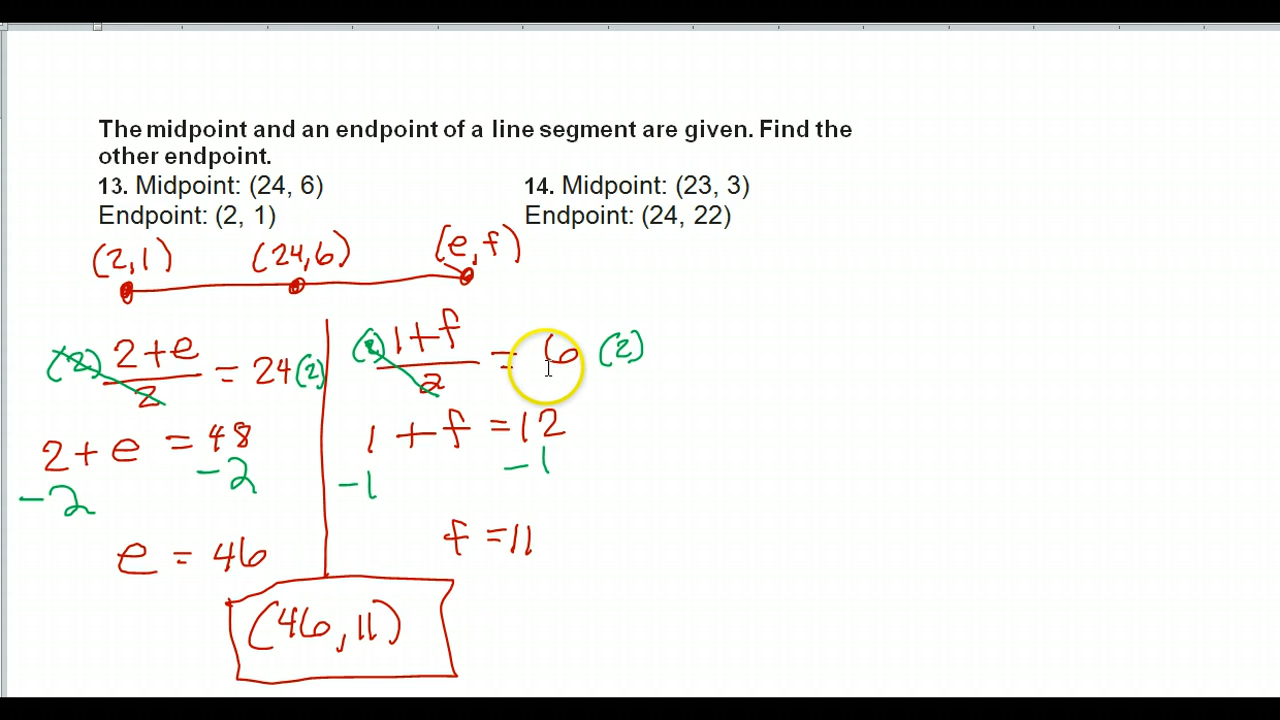 The midpoint and an endpoint of a line segment are given. Find the
other endpoint.
13. Midpoint: (24, 6)
Endpoint: (2, 1)
14. Midpoint: (23, 3)
Endpoint: (24, 22)
(2,1) (24,6) (e,f)
(2) 2+e = 24(2)
2
2+e = 48
-2 -2
e = 46
(2) 1+f = 6 (2)
2
1+f = 12
-1 -1
f = 11
(46,11)